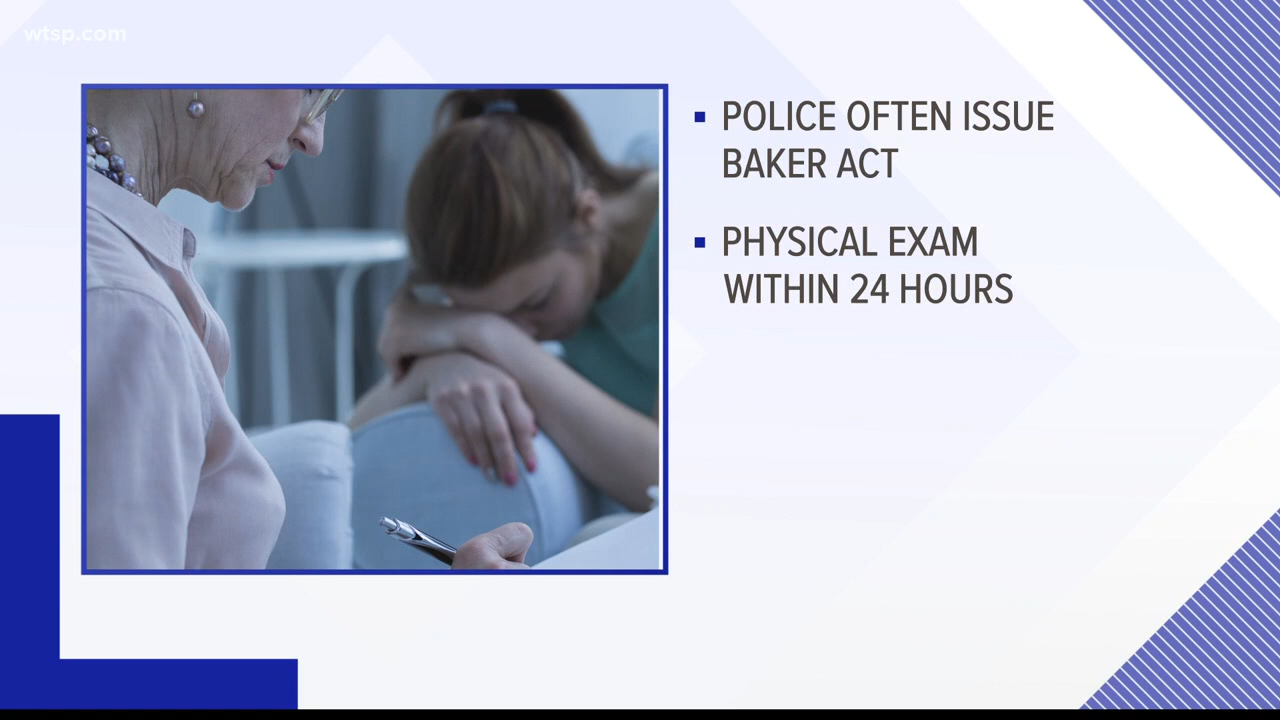 wtsp.com
POLICE OFTEN ISSUE
BAKER ACT
PHYSICAL EXAM
WITHIN 24 HOURS